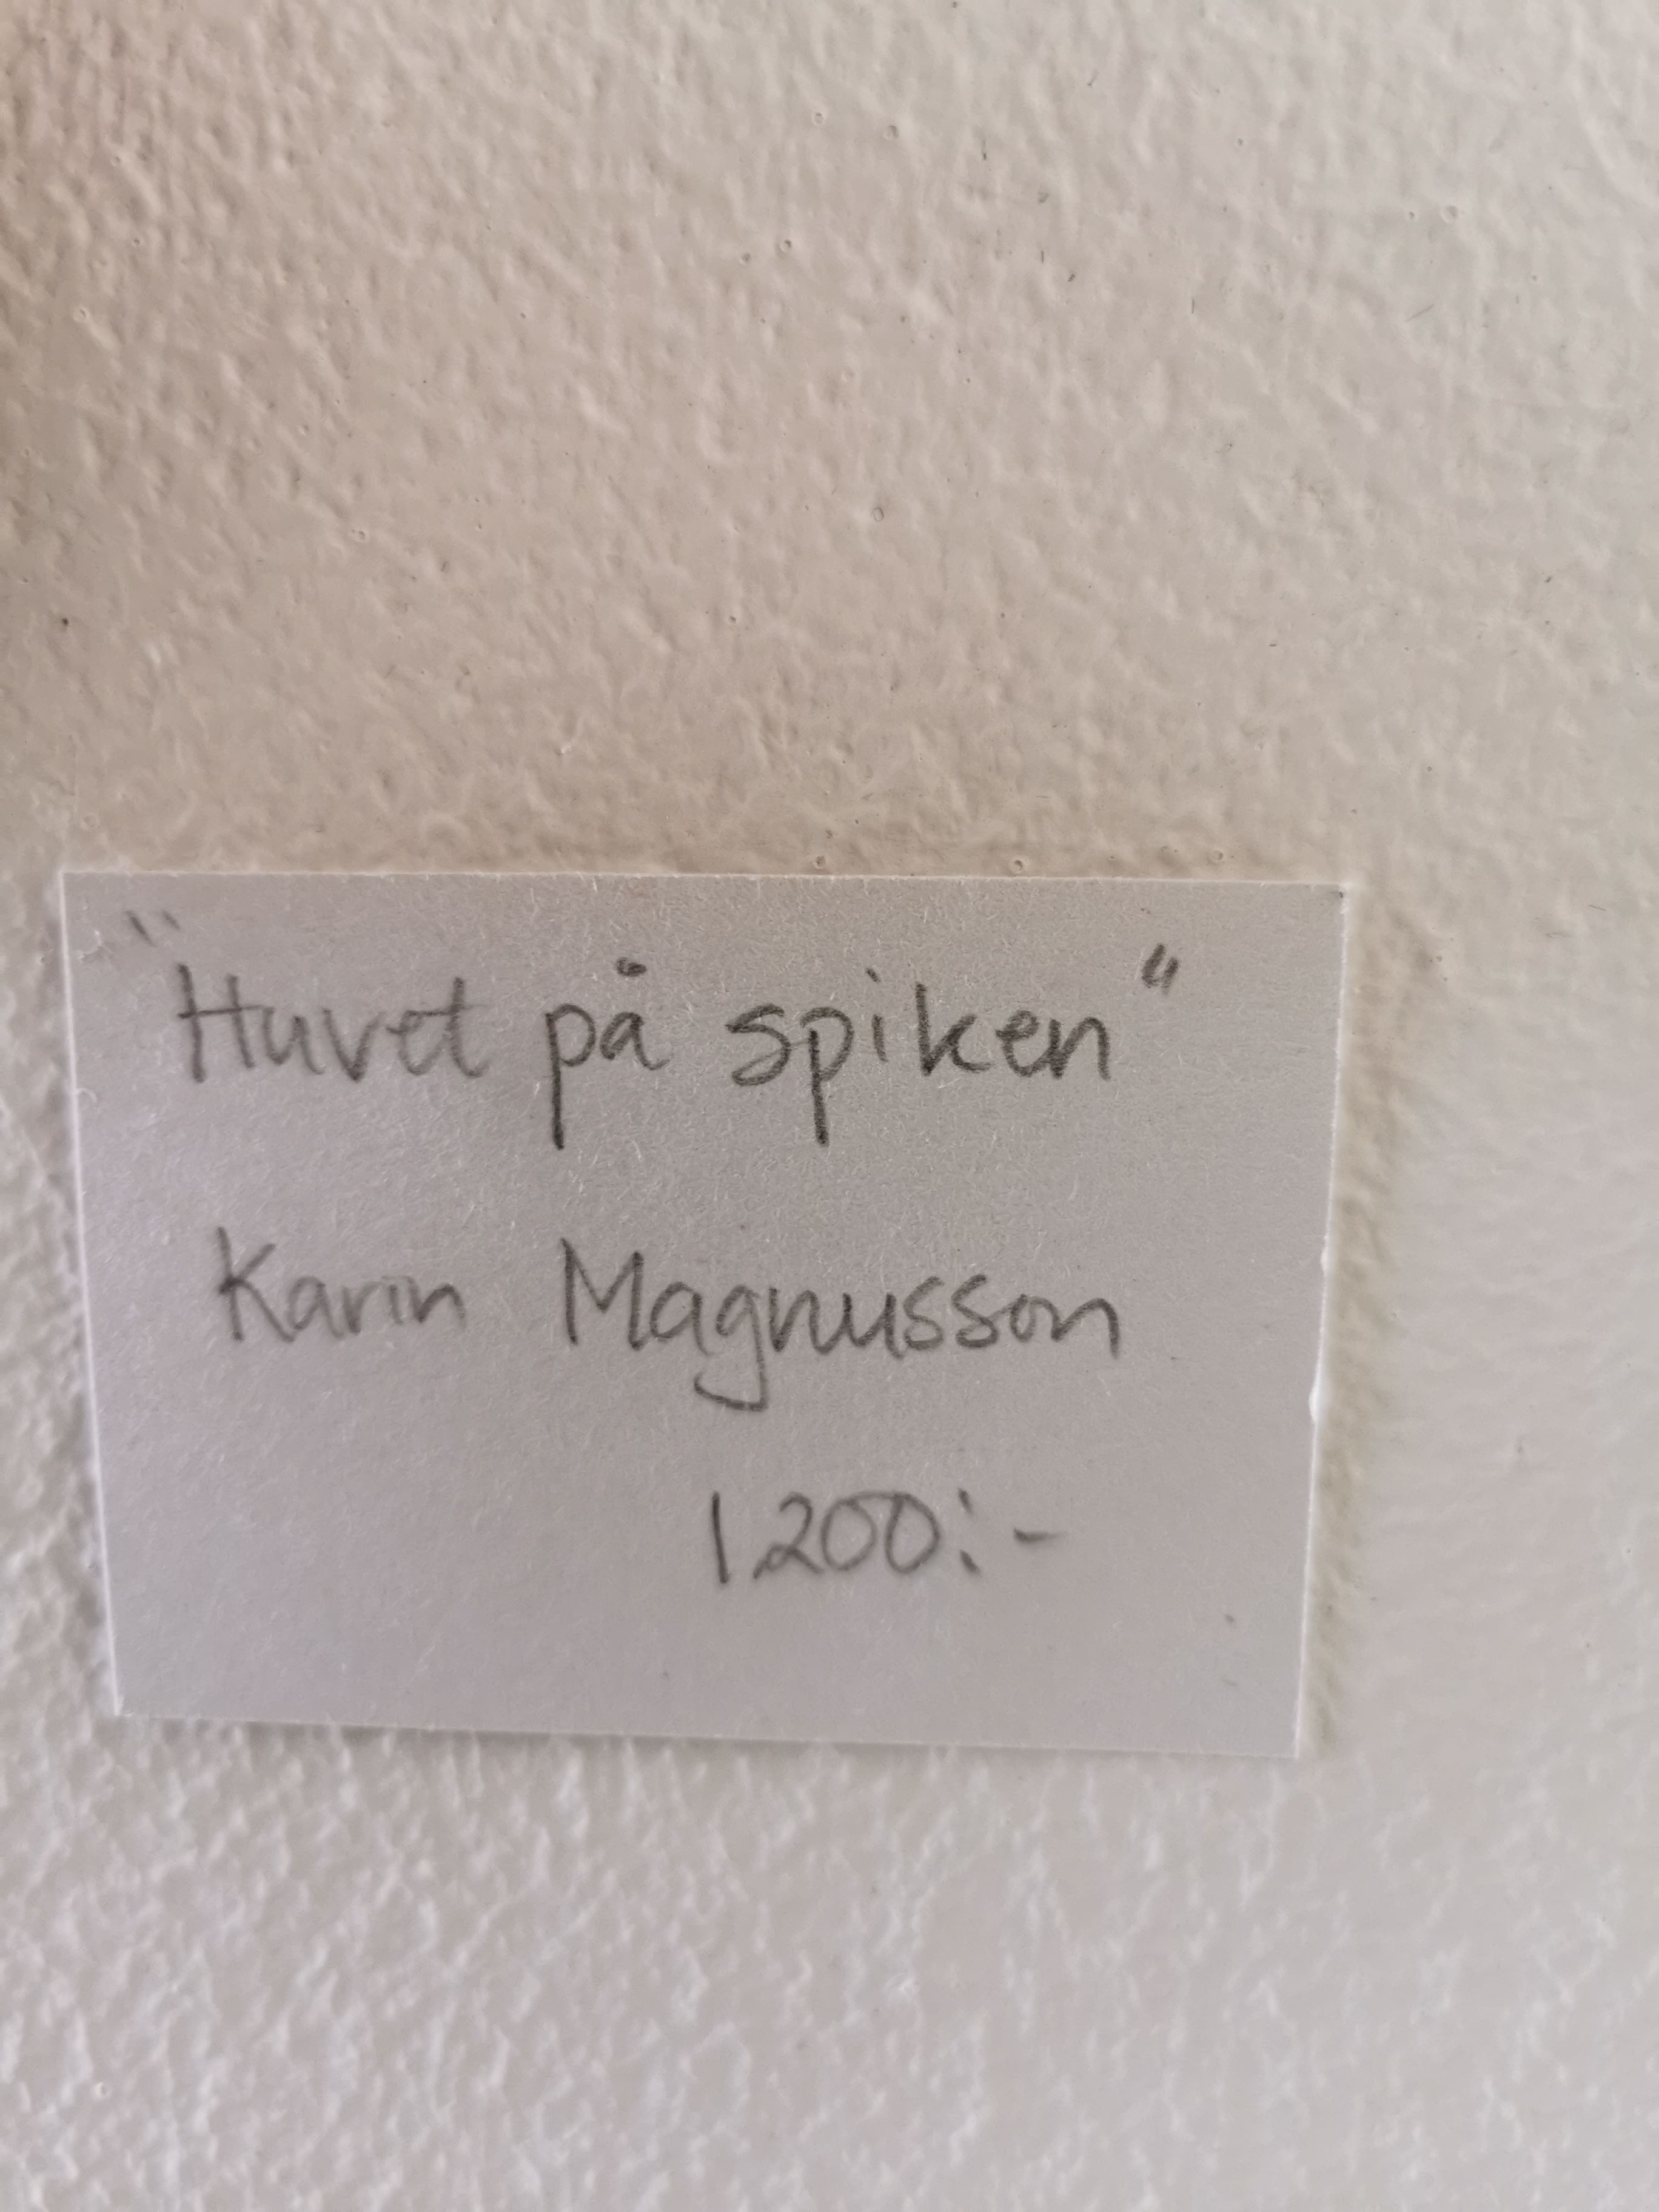 "Huvet på spiken"
Karin Magnusson
1200:-